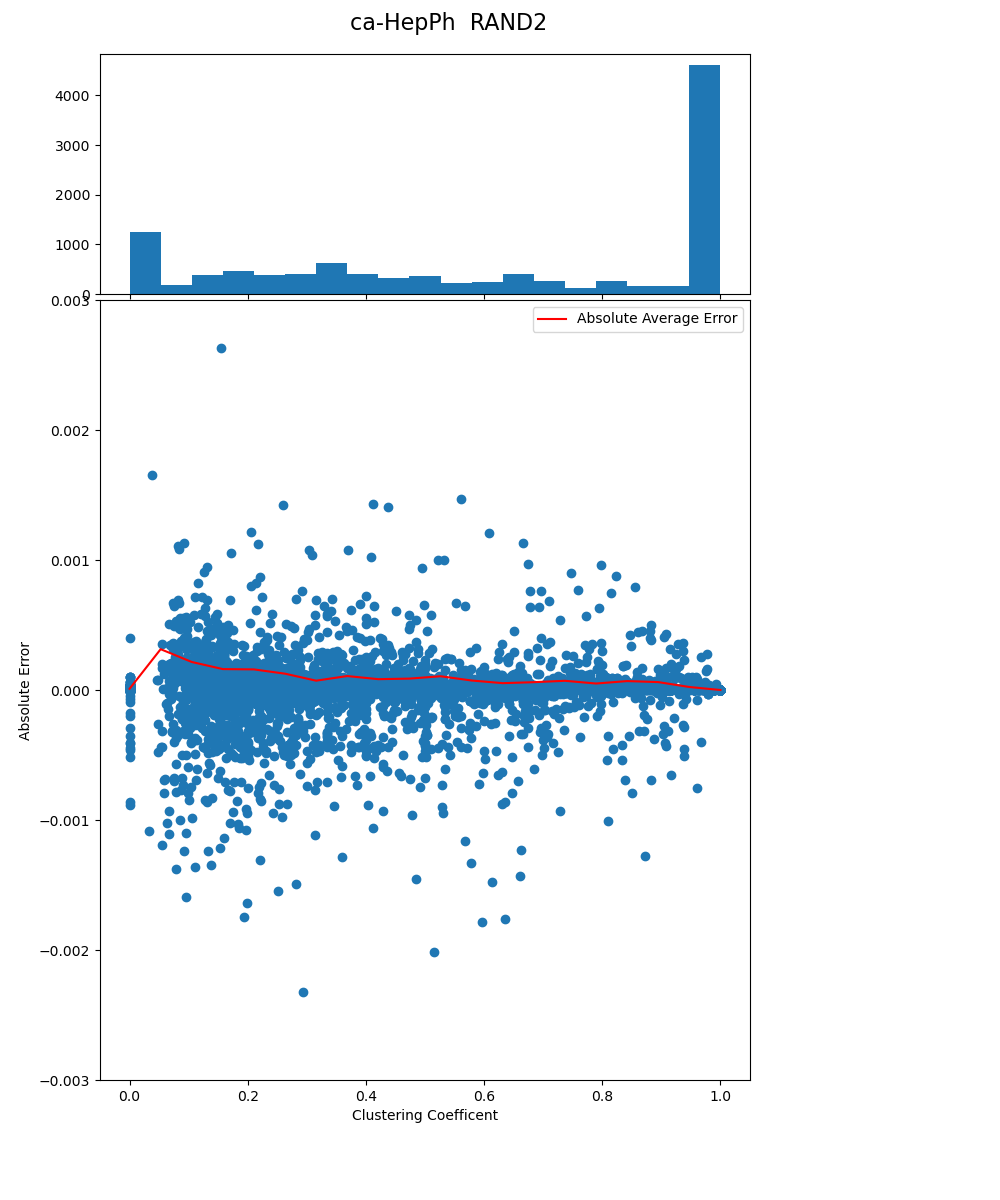 ca-HepPh  RAND2
4000
3000
2000
1000
0
0.003
Absolute Average Error
0.002
0.001
0.000
−0.001
−0.002
−0.003
Absolute Error
0.0 0.2 0.4 0.6 0.8 1.0
Clustering Coefficent